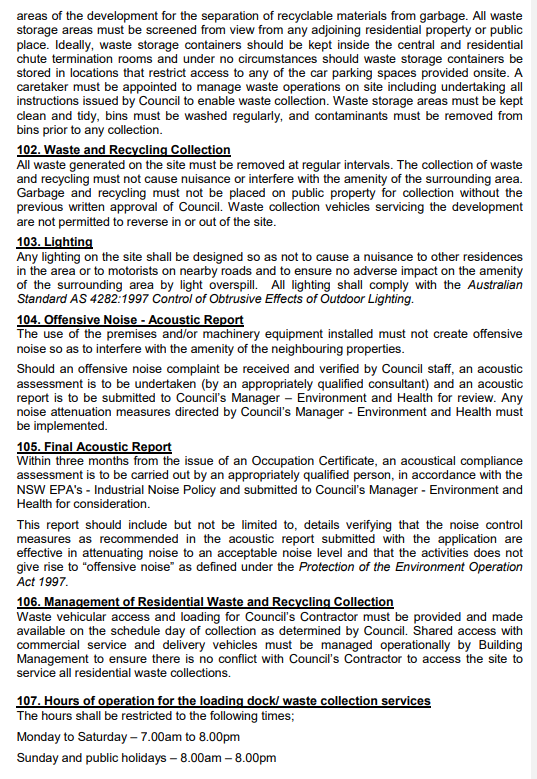 areas of the development for the separation of recyclable materials from garbage. All waste
storage areas must be screened from view from any adjoining residential property or public
place. Ideally, waste storage containers should be kept inside the central and residential
chute termination rooms and under no circumstances should waste storage containers be
stored in locations that restrict access to any of the car parking spaces provided onsite. A
caretaker must be appointed to manage waste operations on site including undertaking all
instructions issued by Council to enable waste collection. Waste storage areas must be kept
clean and tidy, bins must be washed regularly, and contaminants must be removed from
bins prior to any collection.
102. Waste and Recycling Collection
All waste generated on the site must be removed at regular intervals. The collection of waste
and recycling must not cause nuisance or interfere with the amenity of the surrounding area.
Garbage and recycling must not be placed on public property for collection without the
previous written approval of Council. Waste collection vehicles servicing the development
are not permitted to reverse in or out of the site.
103. Lighting
Any lighting on the site shall be designed so as not to cause a nuisance to other residences
in the area or to motorists on nearby roads and to ensure no adverse impact on the amenity
of the surrounding area by light overspill. All lighting shall comply with the Australian
Standard AS 4282:1997 Control of Obtrusive Effects of Outdoor Lighting.
104. Offensive Noise - Acoustic Report
The use of the premises and/or machinery equipment installed must not create offensive
noise so as to interfere with the amenity of the neighbouring properties.
Should an offensive noise complaint be received and verified by Council staff, an acoustic
assessment is to be undertaken (by an appropriately qualified consultant) and an acoustic
report is to be submitted to Council's Manager – Environment and Health for review. Any
noise attenuation measures directed by Council's Manager - Environment and Health must
be implemented.
105. Final Acoustic Report
Within three months from the issue of an Occupation Certificate, an acoustical compliance
assessment is to be carried out by an appropriately qualified person, in accordance with the
NSW EPA's - Industrial Noise Policy and submitted to Council's Manager - Environment and
Health for consideration.
This report should include but not be limited to, details verifying that the noise control
measures as recommended in the acoustic report submitted with the application are
effective in attenuating noise to an acceptable noise level and that the activities does not
give rise to "offensive noise" as defined under the Protection of the Environment Operation
Act 1997.
106. Management of Residential Waste and Recycling Collection
Waste vehicular access and loading for Council's Contractor must be provided and made
available on the schedule day of collection as determined by Council. Shared access with
commercial service and delivery vehicles must be managed operationally by Building
Management to ensure there is no conflict with Council's Contractor to access the site to
service all residential waste collections.
107. Hours of operation for the loading dock/ waste collection services
The hours shall be restricted to the following times;
Monday to Saturday – 7.00am to 8.00pm
Sunday and public holidays – 8.00am – 8.00pm